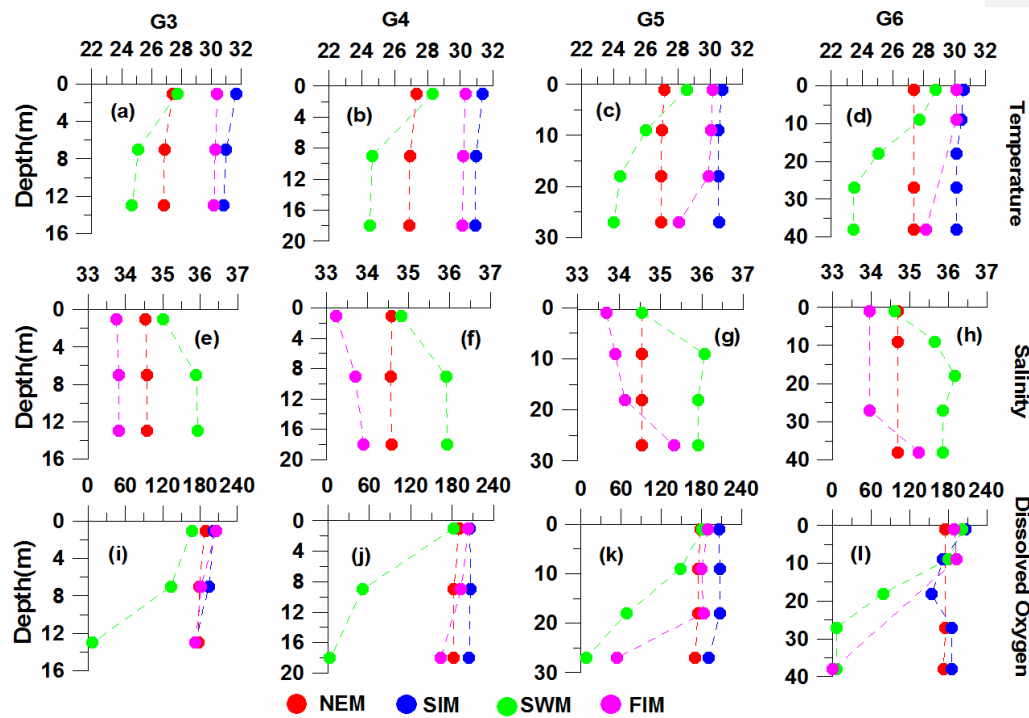 G3 G4 G5 G6
22 24 26 28 30 32 22 24 26 28 30 32 22 24 26 28 30 32 22 24 26 28 30 32
0 4 8 12 16 Depth(m) (a)
0 4 8 12 16 20 (b)
0 10 20 30 (c)
0 10 20 30 40 (d) Temperature
33 34 35 36 37 33 34 35 36 37 33 34 35 36 37 33 34 35 36 37
0 4 8 12 16 Depth(m) (e)
0 4 8 12 16 20 (f)
0 10 20 30 (g)
0 10 20 30 40 (h) Salinity
0 60 120 180 240 0 60 120 180 240 0 60 120 180 240 0 60 120 180 240
0 4 8 12 16 Depth(m) (i)
0 4 8 12 16 20 (j)
0 10 20 30 (k)
0 10 20 30 40 (l) Dissolved Oxygen
NEM SIM SWM FIM